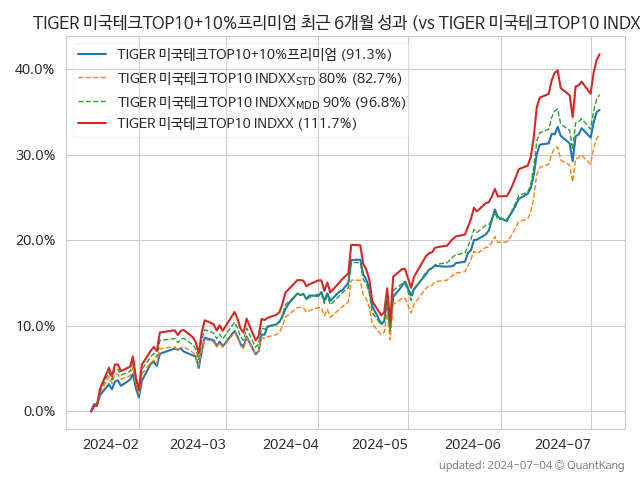 TIGER 미국테크TOP10+10%프리미엄 최근 6개월 성과 (vs TIGER 미국테크TOP10 INDX
TIGER 미국테크TOP10+10%프리미엄 (91.3%)
TIGER 미국테크TOP10 INDXXSTD 80% (82.7%)
TIGER 미국테크TOP10 INDXXMDD 90% (96.8%)
TIGER 미국테크TOP10 INDXX (111.7%)
40.0%
30.0%
20.0%
10.0%
0.0%
2024-02 2024-03 2024-04 2024-05 2024-06 2024-07
updated: 2024-07-04 © QuantKang